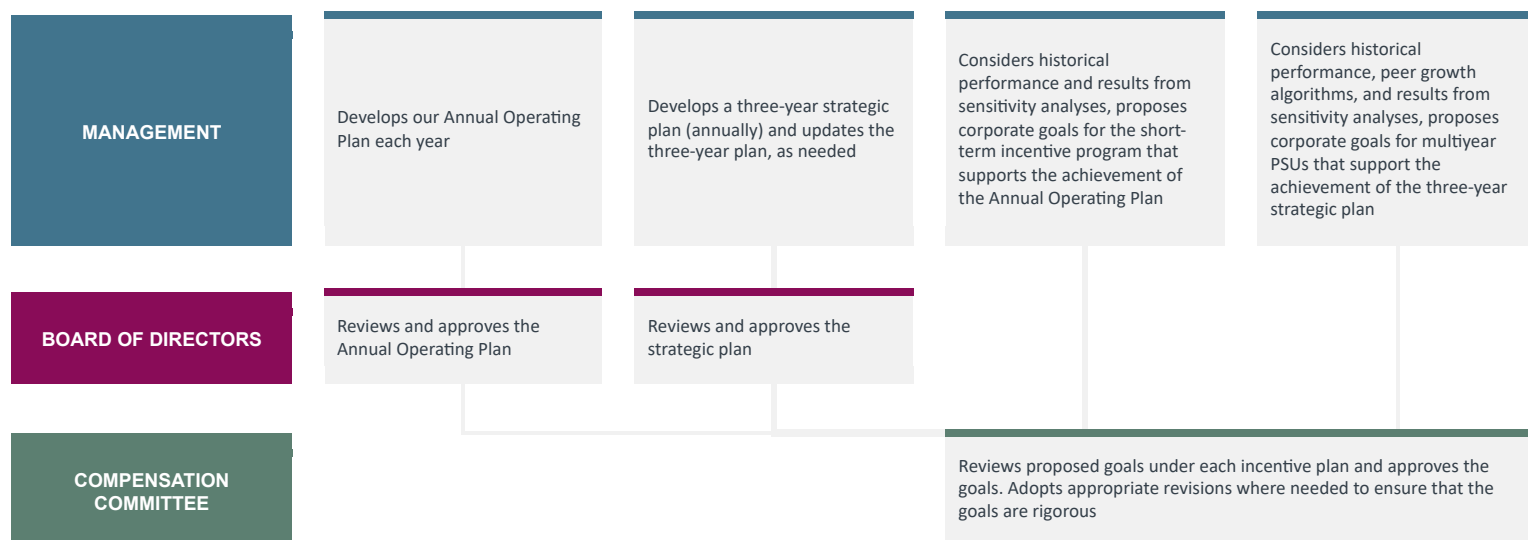 MANAGEMENT
Develops our Annual Operating
Plan each year
Develops a three-year strategic
plan (annually) and updates the
three-year plan, as needed
Considers historical
performance and results from
sensitivity analyses, proposes
corporate goals for the short-
term incentive program that
supports the achievement of
the Annual Operating Plan
Considers historical
performance, peer growth
algorithms, and results from
sensitivity analyses, proposes
corporate goals for multiyear
PSUs that support the
achievement of the three-year
strategic plan
BOARD OF DIRECTORS
Reviews and approves the
Annual Operating Plan
Reviews and approves the
strategic plan
COMPENSATION
COMMITTEE
Reviews proposed goals under each incentive plan and approves the
goals. Adopts appropriate revisions where needed to ensure that the
goals are rigorous